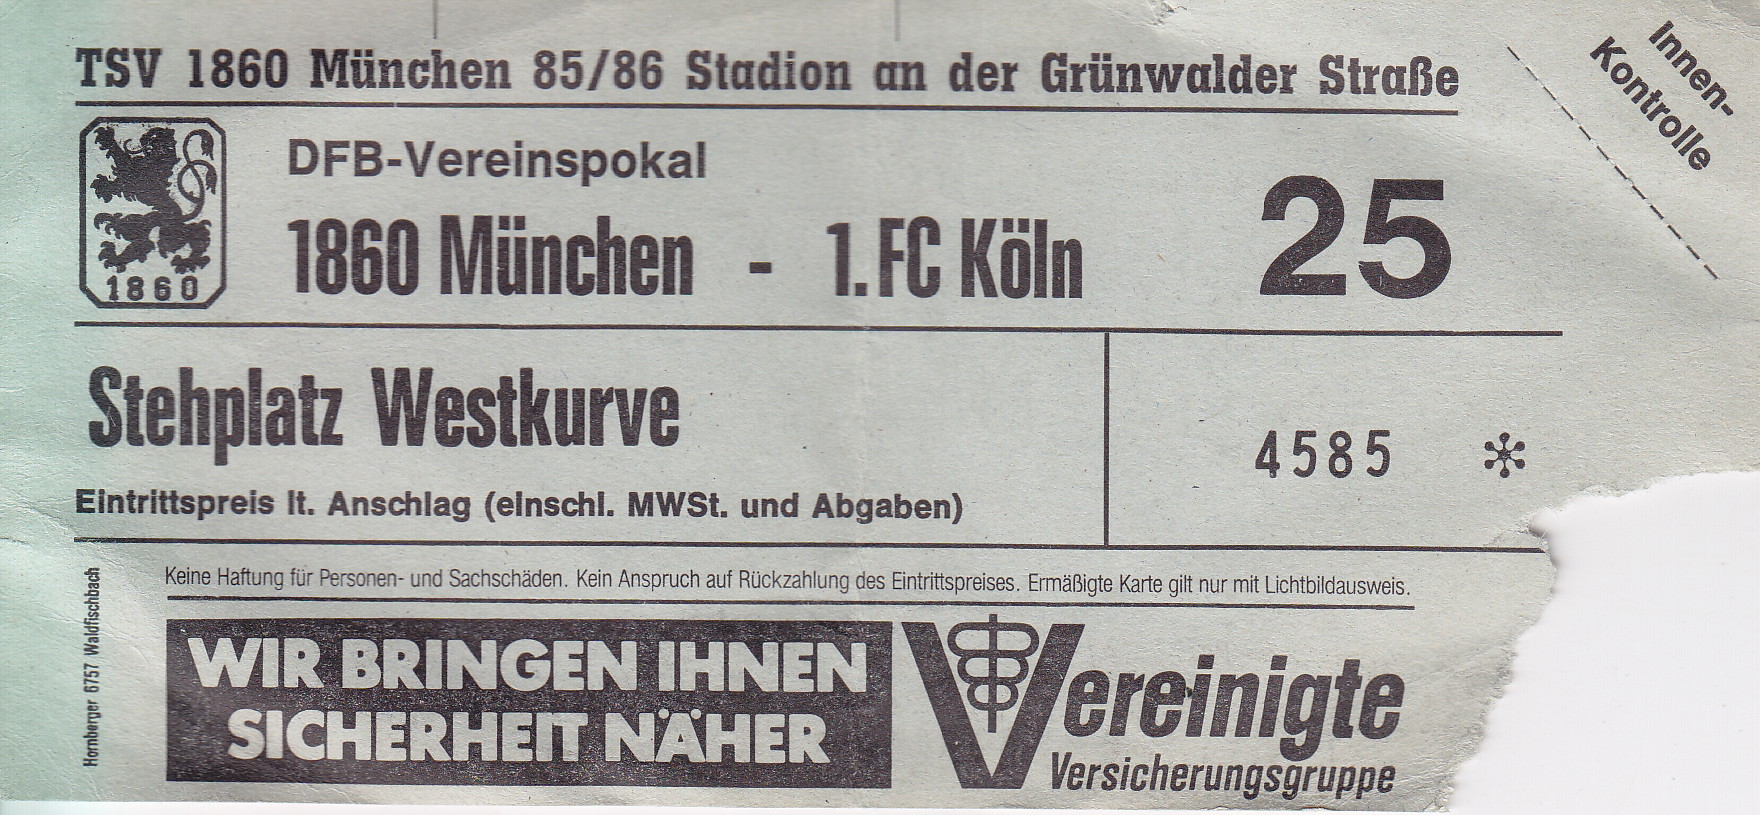 TSV 1860 München 85/86 Stadion an der Grünwalder Straße
Innen-
Kontrolle
DFB-Vereinspokal
1860 München - 1.FC Köln
25
1860
Stehplatz Westkurve
4585 *
Eintrittspreis lt. Anschlag (einschl. MWSt. und Abgaben)
Keine Haftung für Personen- und Sachschäden. Kein Anspruch auf Rückzahlung des Eintrittspreises. Ermäßigte Karte gilt nur mit Lichtbildausweis.
Hornberger 6757 Waldfischbach
WIR BRINGEN IHNEN
SICHERHEIT NÄHER
Vereinigte
Versicherungsgruppe